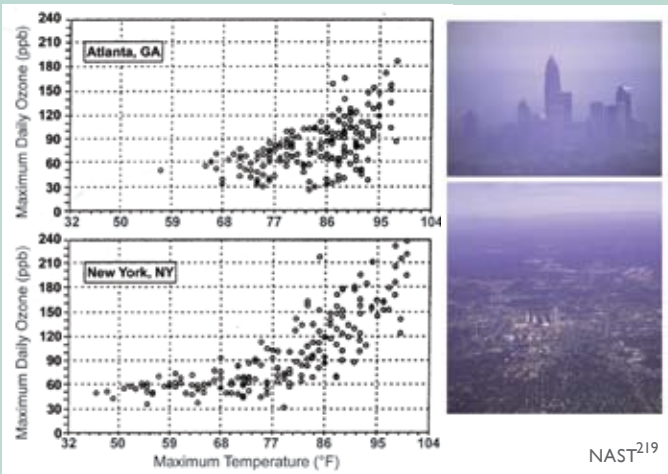 Maximum Daily Ozone (ppb)
240
210
180
150
120
90
60
30
0
Atlanta, GA
32 50 59 68 77 86 95 104
Maximum Daily Ozone (ppb)
240
210
180
150
120
90
60
30
0
New York, NY
32 50 59 68 77 86 95 104
Maximum Temperature (°F)
NAST219